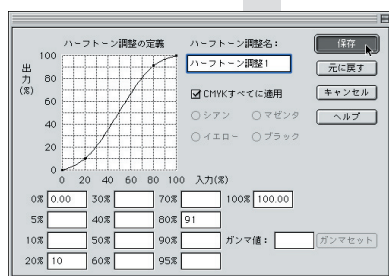 ハーフトーン調整の定義
ハーフトーン調整名：
保存
ハーフトーン調整1
元に戻す
出力(%)
100
80
60
40
20
0
0 20 40 60 80 100 入力(%)
CMYKすべてに適用
キャンセル
シアン マゼンタ
ヘルプ
イエロー ブラック
0% 0.00 30% 70% 100% 100.00
5% 40% 80% 91
10% 50% 90% ガンマ値： ガンマセット
20% 10 60% 95%